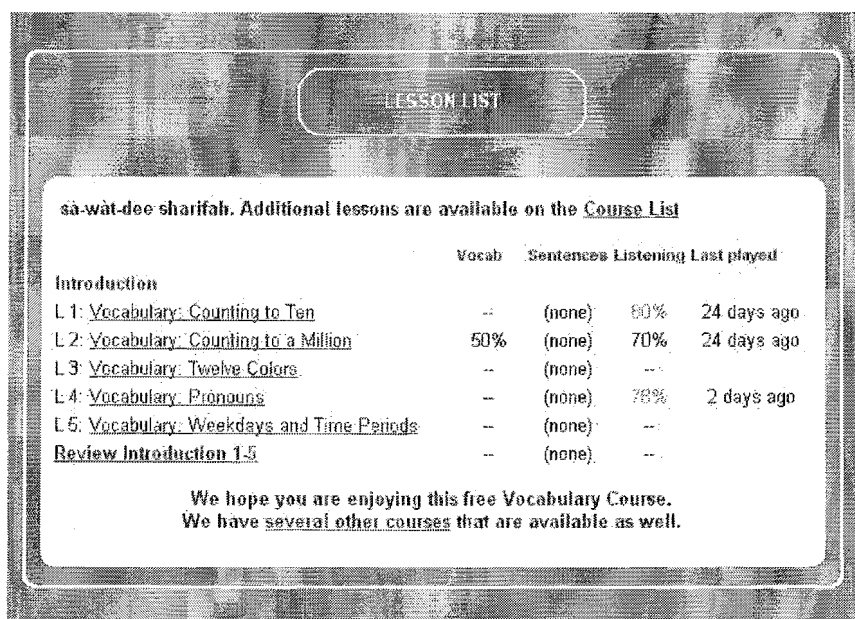 LESSON LIST
sà-wàt-dee sharifah. Additional lessons are available on the Course List
Vocab Sentences Listening Last played
Introduction
L 1: Vocabulary: Counting to Ten -- (none) 80% 24 days ago
L 2: Vocabulary: Counting to a Million 50% (none) 70% 24 days ago
L 3: Vocabulary: Twelve Colors -- (none) --
L 4: Vocabulary: Pronouns -- (none) 78% 2 days ago
L 5: Vocabulary: Weekdays and Time Periods -- (none) --
Review Introduction 1-5 -- (none) --
We hope you are enjoying this free Vocabulary Course.
We have several other courses that are available as well.